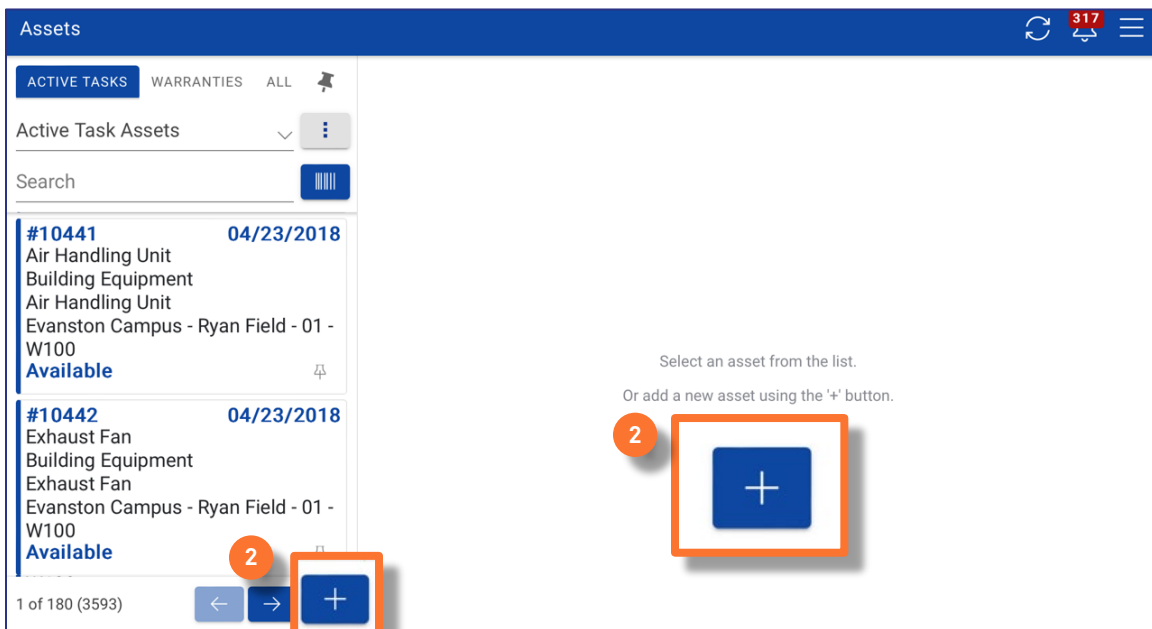 Assets
317
ACTIVE TASKS WARRANTIES ALL
Active Task Assets
Search
#10441 04/23/2018
Air Handling Unit
Building Equipment
Air Handling Unit
Evanston Campus - Ryan Field - 01 -
W100
Available
#10442 04/23/2018
Exhaust Fan
Building Equipment
Exhaust Fan
Evanston Campus - Ryan Field - 01 -
W100
Available
2
1 of 180 (3593)
Select an asset from the list.
Or add a new asset using the '+' button.
2